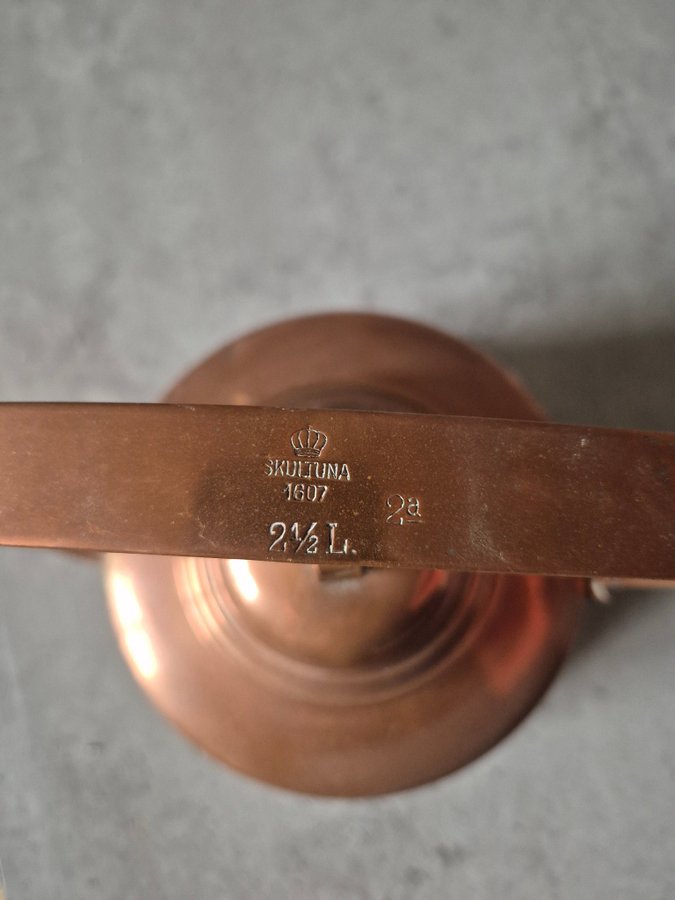 SKULTUNA
1607
2½ L.
2a